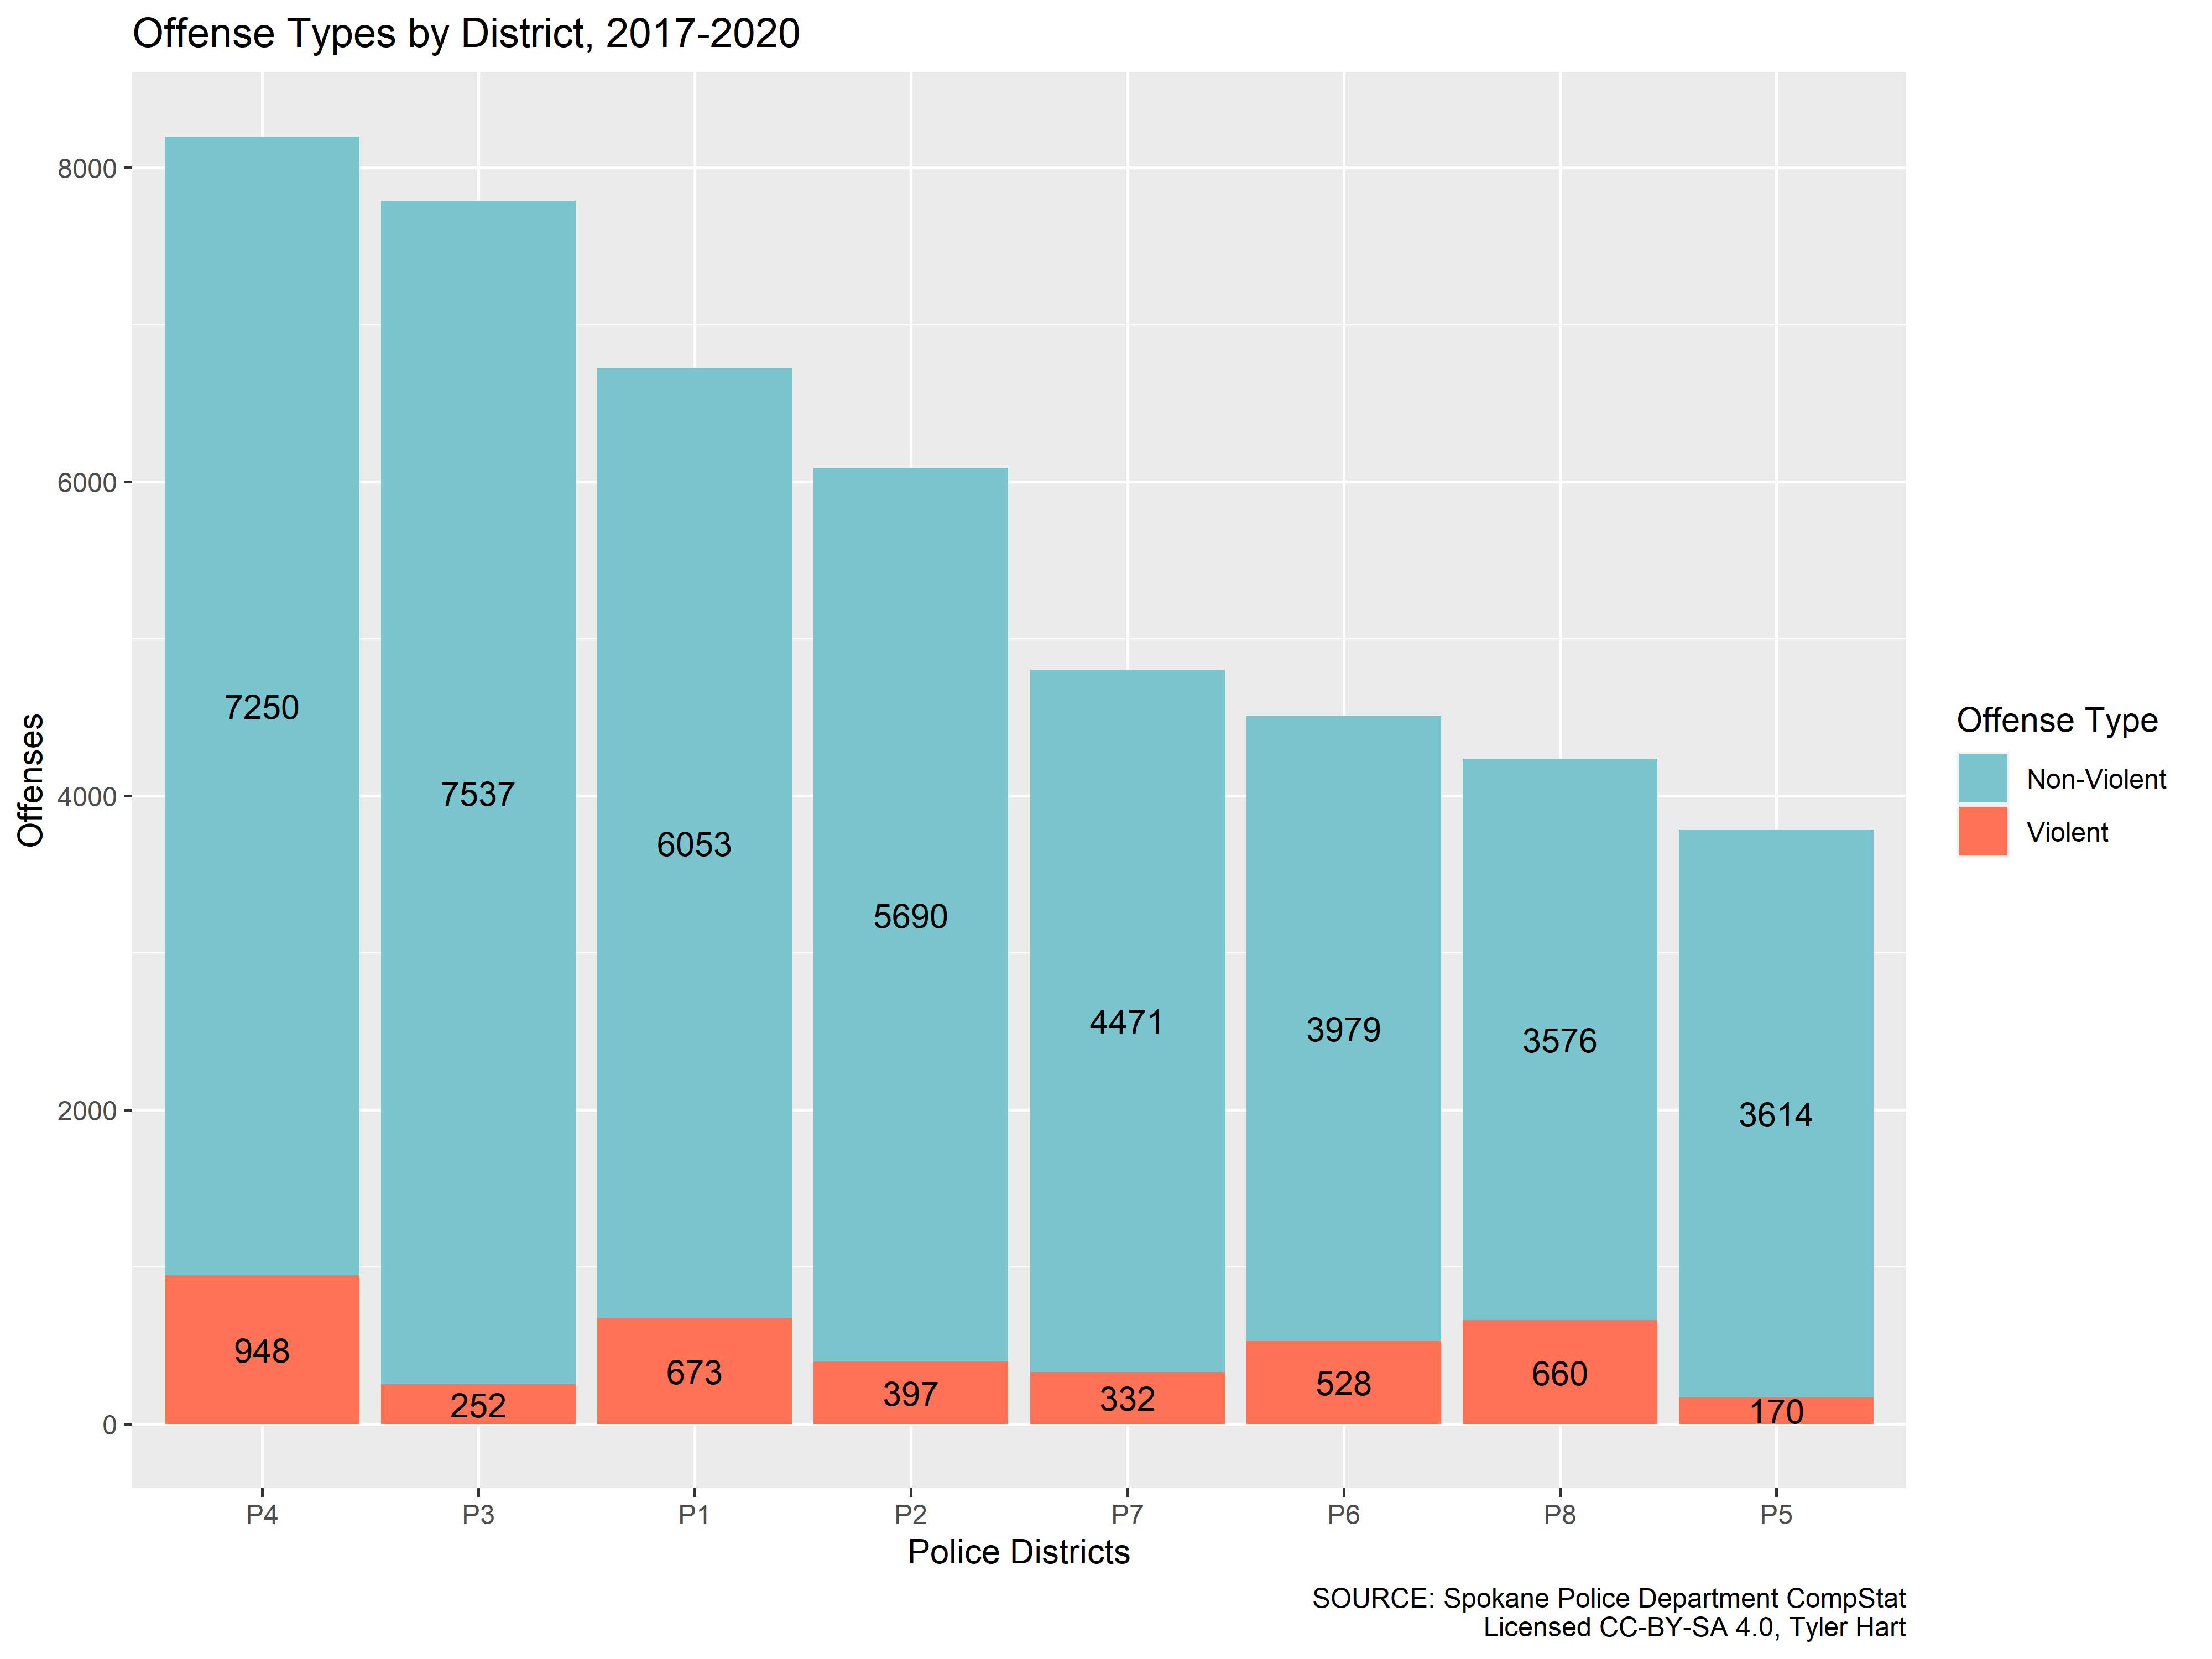 Offense Types by District, 2017-2020
Offenses
8000
6000
4000
2000
0
7250
7537
6053
5690
4471
3979
3576
3614
948
252
673
397
332
528
660
170
P4 P3 P1 P2 P7 P6 P8 P5
Police Districts
Offense Type
Non-Violent
Violent
SOURCE: Spokane Police Department CompStat
Licensed CC-BY-SA 4.0, Tyler Hart